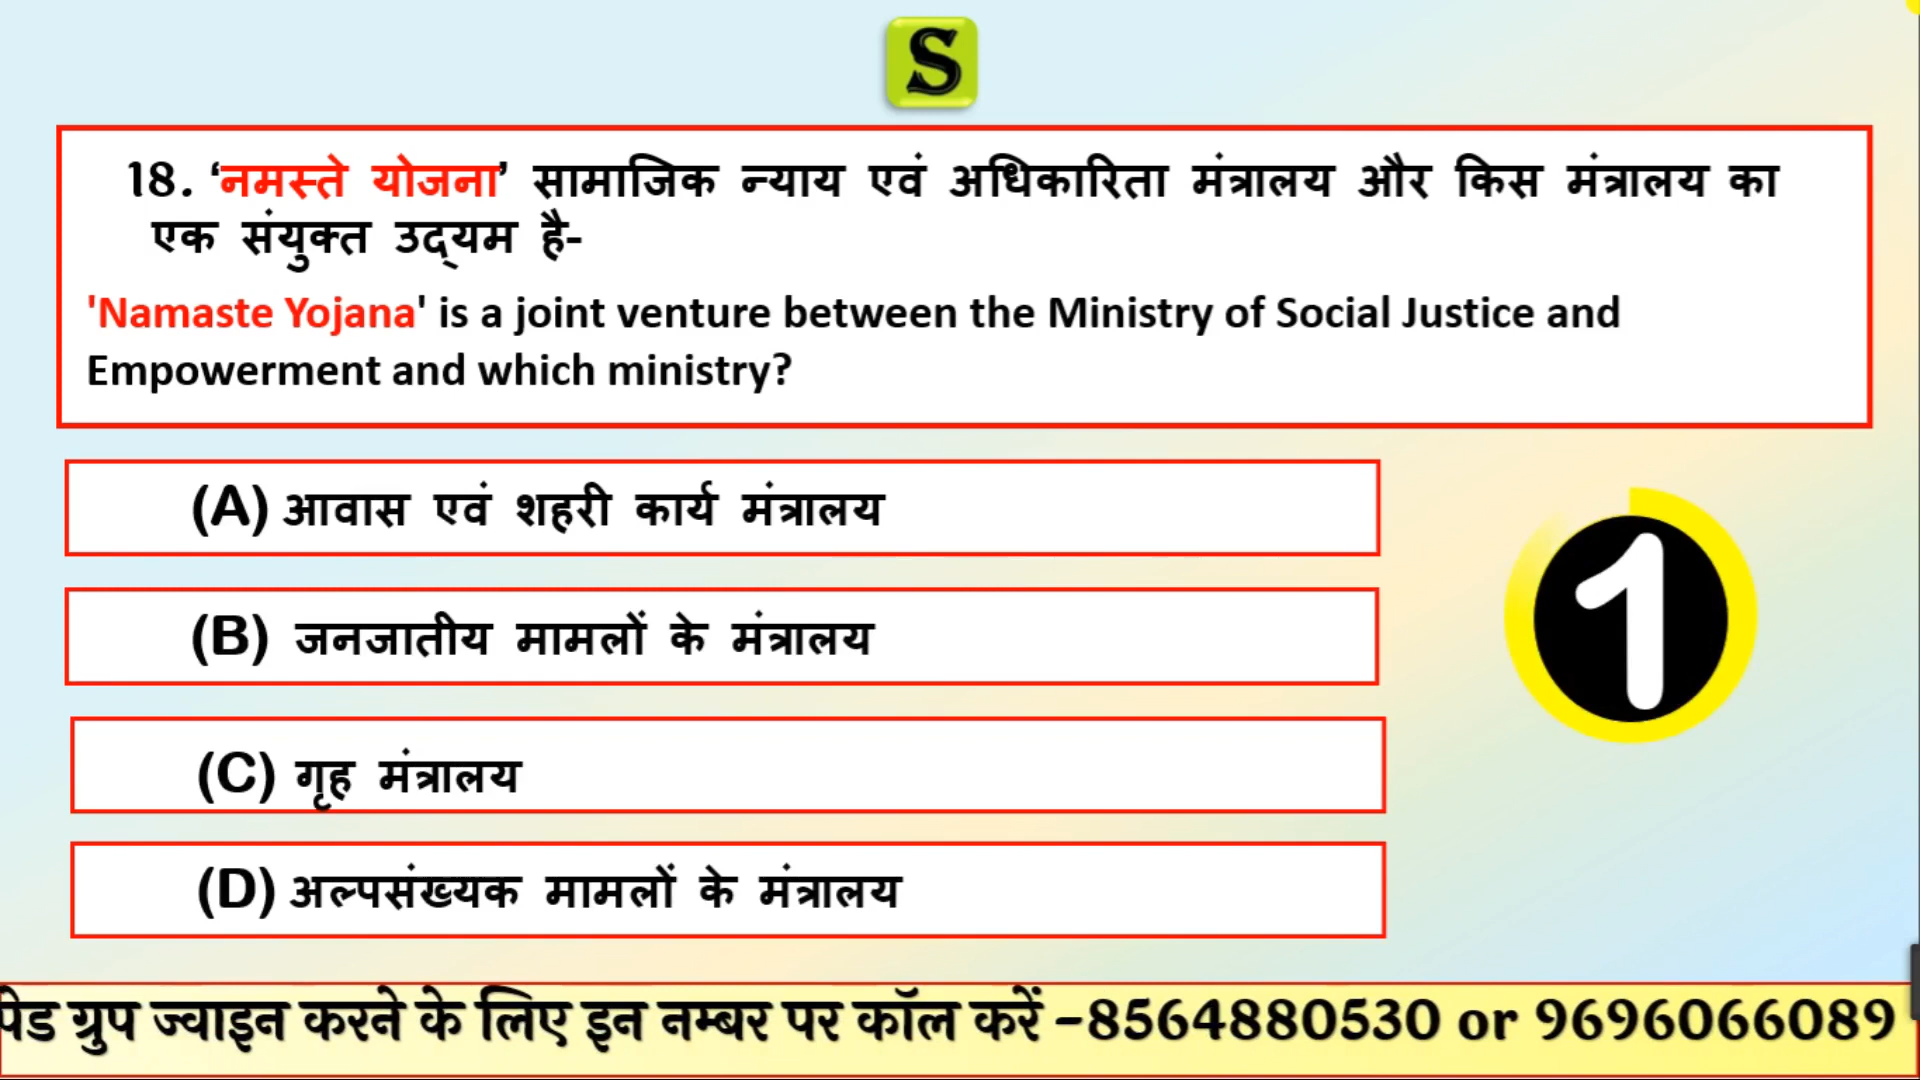 S
18. ‘नमस्ते योजना’ सामाजिक न्याय एवं अधिकारिता मंत्रालय और किस मंत्रालय का
एक संयुक्त उद्यम है-
'Namaste Yojana' is a joint venture between the Ministry of Social Justice and
Empowerment and which ministry?
(A) आवास एवं शहरी कार्य मंत्रालय
1
(B) जनजातीय मामलों के मंत्रालय
(C) गृह मंत्रालय
(D) अल्पसंख्यक मामलों के मंत्रालय
ग्रुप ज्वाइन करने के लिए इन नम्बर पर कॉल करें -8564880530 or 9696066089